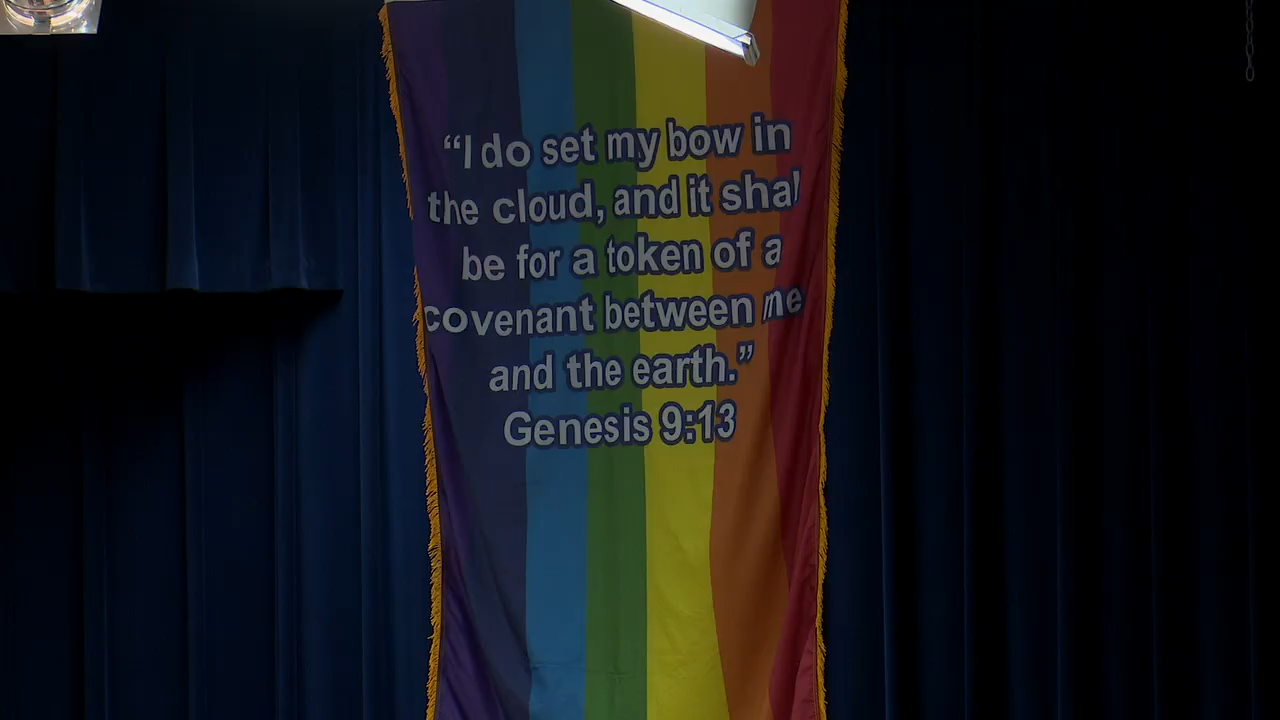 “I do set my bow in
the cloud, and it shal
be for a token of a
covenant between me
and the earth.”
Genesis 9:13